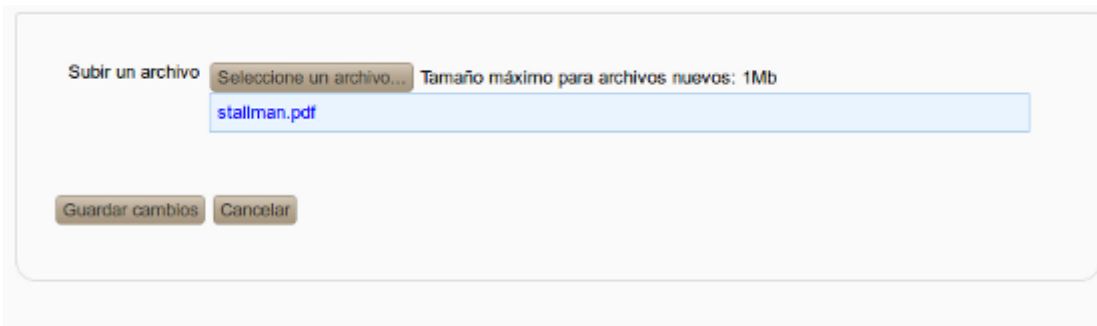 Subir un archivo Seleccione un archivo... Tamaño máximo para archivos nuevos: 1Mb
stallman.pdf
Guardar cambios Cancelar